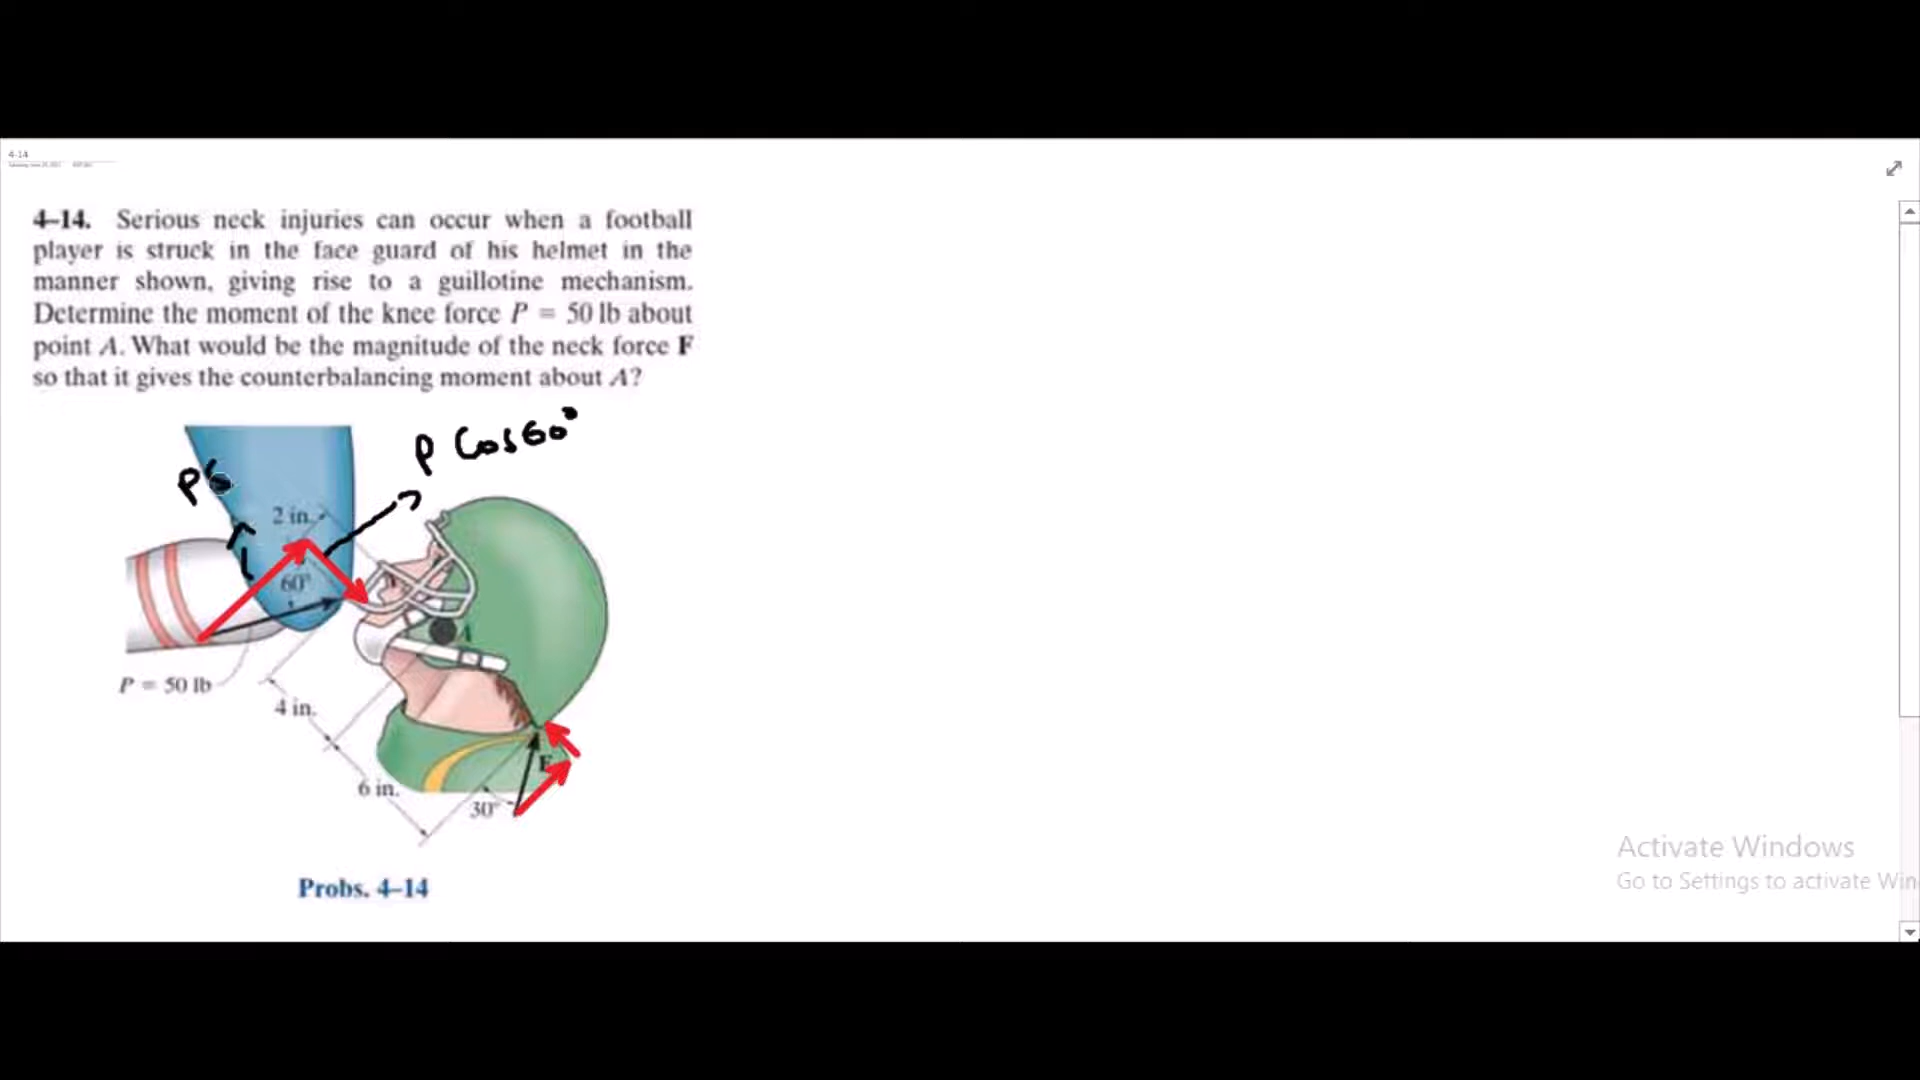 4-14
4–14. Serious neck injuries can occur when a football
player is struck in the face guard of his helmet in the
manner shown, giving rise to a guillotine mechanism.
Determine the moment of the knee force P = 50 lb about
point A. What would be the magnitude of the neck force F
so that it gives the counterbalancing moment about A?
P Cos60°
PS
2 in.
60°
A
P = 50 lb
4 in.
F
6 in.
30°
Probs. 4–14
Activate Windows
Go to Settings to activate Win